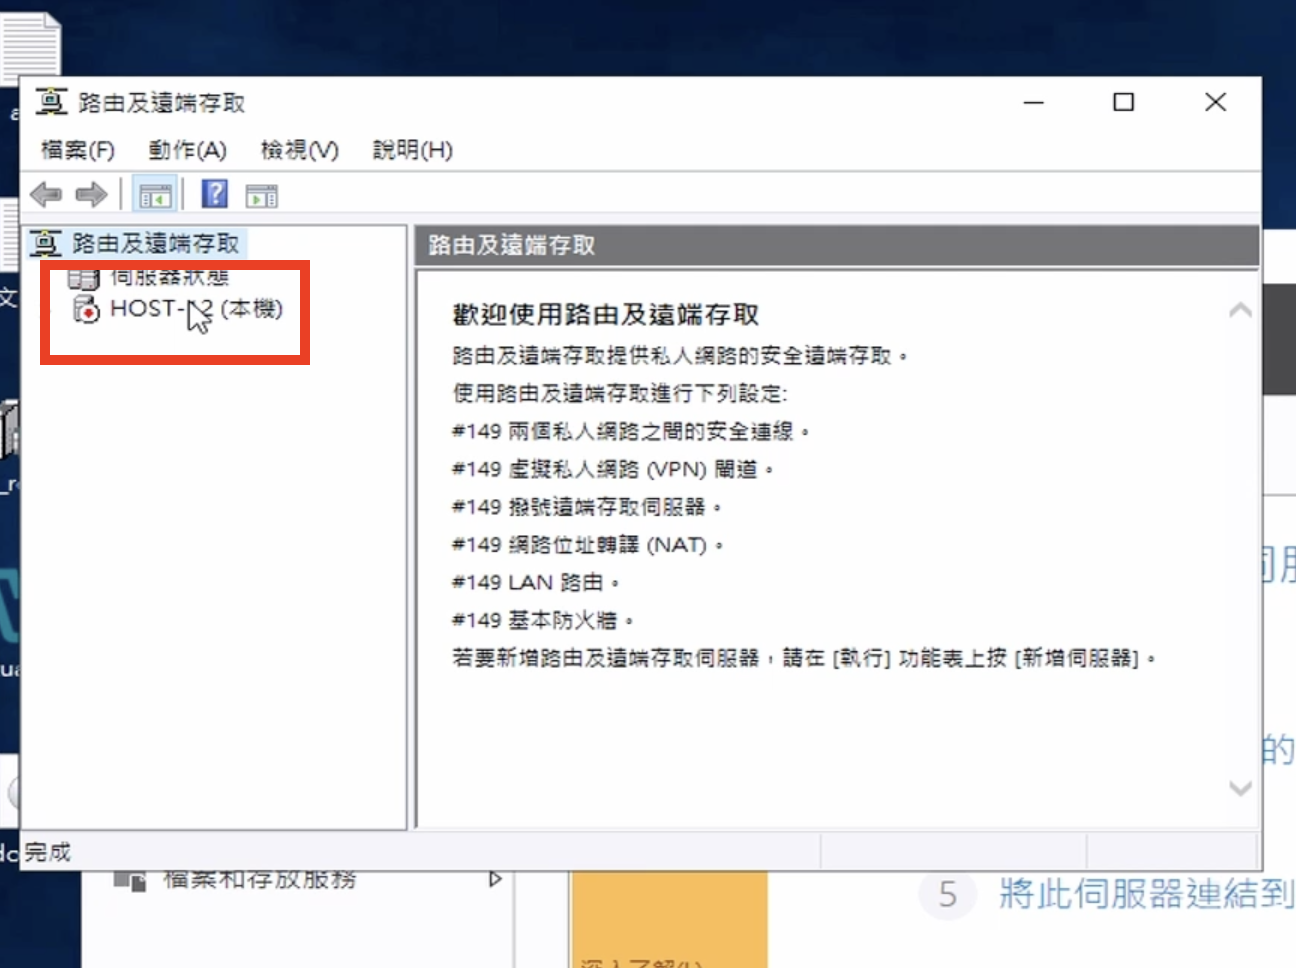 路由及遠端存取
檔案(F) 動作(A) 檢視(V) 說明(H)
路由及遠端存取
伺服器狀態
(本機)
路由及遠端存取
歡迎使用路由及遠端存取
路由及遠端存取提供私人網路的安全遠端存取。
使用路由及遠端存取進行下列設定:
#149 兩個私人網路之間的安全連線。
#149 虛擬私人網路 (VPN) 閘道。
#149 撥號遠端存取伺服器。
#149 網路位址轉譯 (NAT)。
#149 LAN 路由。
#149 基本防火牆。
若要新增路由及遠端存取伺服器，請在 [執行] 功能表上按 [新增伺服器]。
完成
檔案和存放服務
5 將此伺服器連結到
的